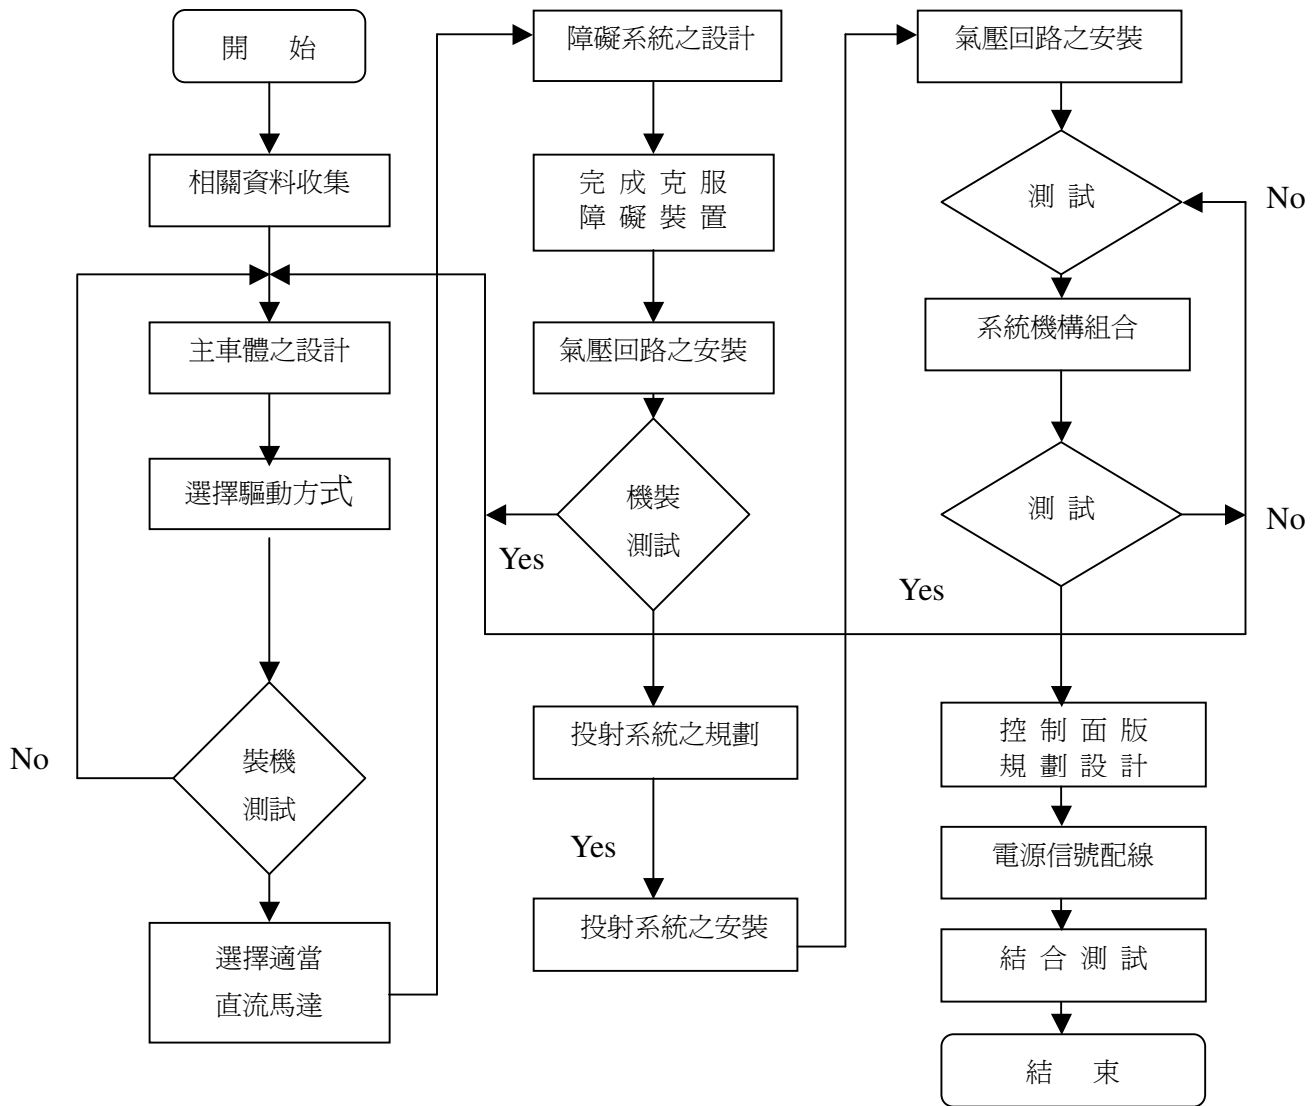 開 始
相關資料收集
主車體之設計
選擇驅動方式
No
裝機
測試
選擇適當
直流馬達
障礙系統之設計
完 成 克 服
障 礙 裝 置
氣壓回路之安裝
機裝
測試
Yes
投射系統之規劃
Yes
投射系統之安裝
氣壓回路之安裝
測 試
No
系統機構組合
測 試
No
Yes
控 制 面 版
規 劃 設 計
電源信號配線
結 合 測 試
結 束